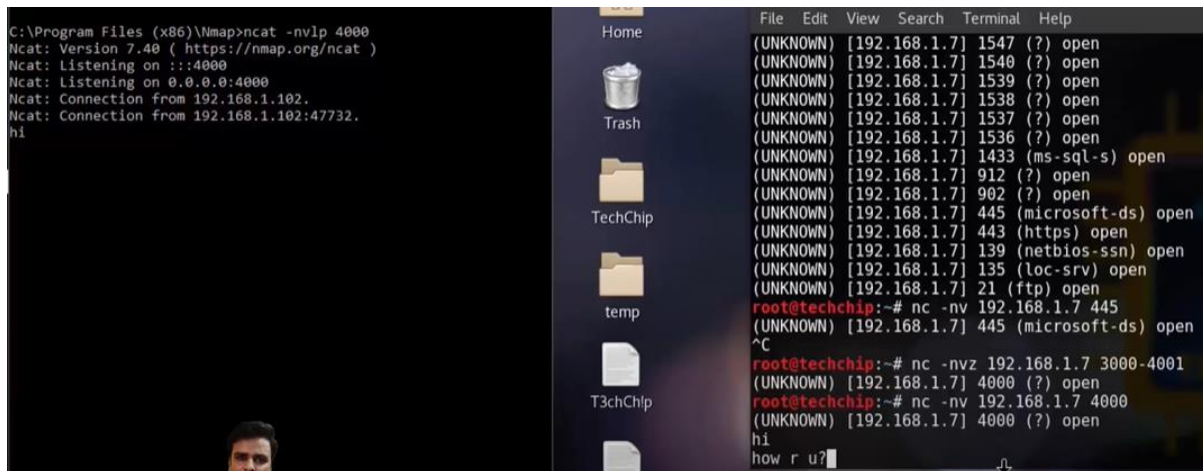 C:\Program Files (x86)\Nmap>ncat -nvlp 4000
Ncat: Version 7.40 ( https://nmap.org/ncat )
Ncat: Listening on :::4000
Ncat: Listening on 0.0.0.0:4000
Ncat: Connection from 192.168.1.102.
Ncat: Connection from 192.168.1.102:47732.
hi
Home
Trash
TechChip
temp
T3chCh!p
File Edit View Search Terminal Help
(UNKNOWN) [192.168.1.7] 1547 (?) open
(UNKNOWN) [192.168.1.7] 1540 (?) open
(UNKNOWN) [192.168.1.7] 1539 (?) open
(UNKNOWN) [192.168.1.7] 1538 (?) open
(UNKNOWN) [192.168.1.7] 1537 (?) open
(UNKNOWN) [192.168.1.7] 1536 (?) open
(UNKNOWN) [192.168.1.7] 1433 (ms-sql-s) open
(UNKNOWN) [192.168.1.7] 912 (?) open
(UNKNOWN) [192.168.1.7] 902 (?) open
(UNKNOWN) [192.168.1.7] 445 (microsoft-ds) open
(UNKNOWN) [192.168.1.7] 443 (https) open
(UNKNOWN) [192.168.1.7] 139 (netbios-ssn) open
(UNKNOWN) [192.168.1.7] 135 (loc-srv) open
(UNKNOWN) [192.168.1.7] 21 (ftp) open
root@techchip:~# nc -nv 192.168.1.7 445
(UNKNOWN) [192.168.1.7] 445 (microsoft-ds) open
^C
root@techchip:~# nc -nvz 192.168.1.7 3000-4001
(UNKNOWN) [192.168.1.7] 4000 (?) open
root@techchip:~# nc -nv 192.168.1.7 4000
(UNKNOWN) [192.168.1.7] 4000 (?) open
hi
how r u?